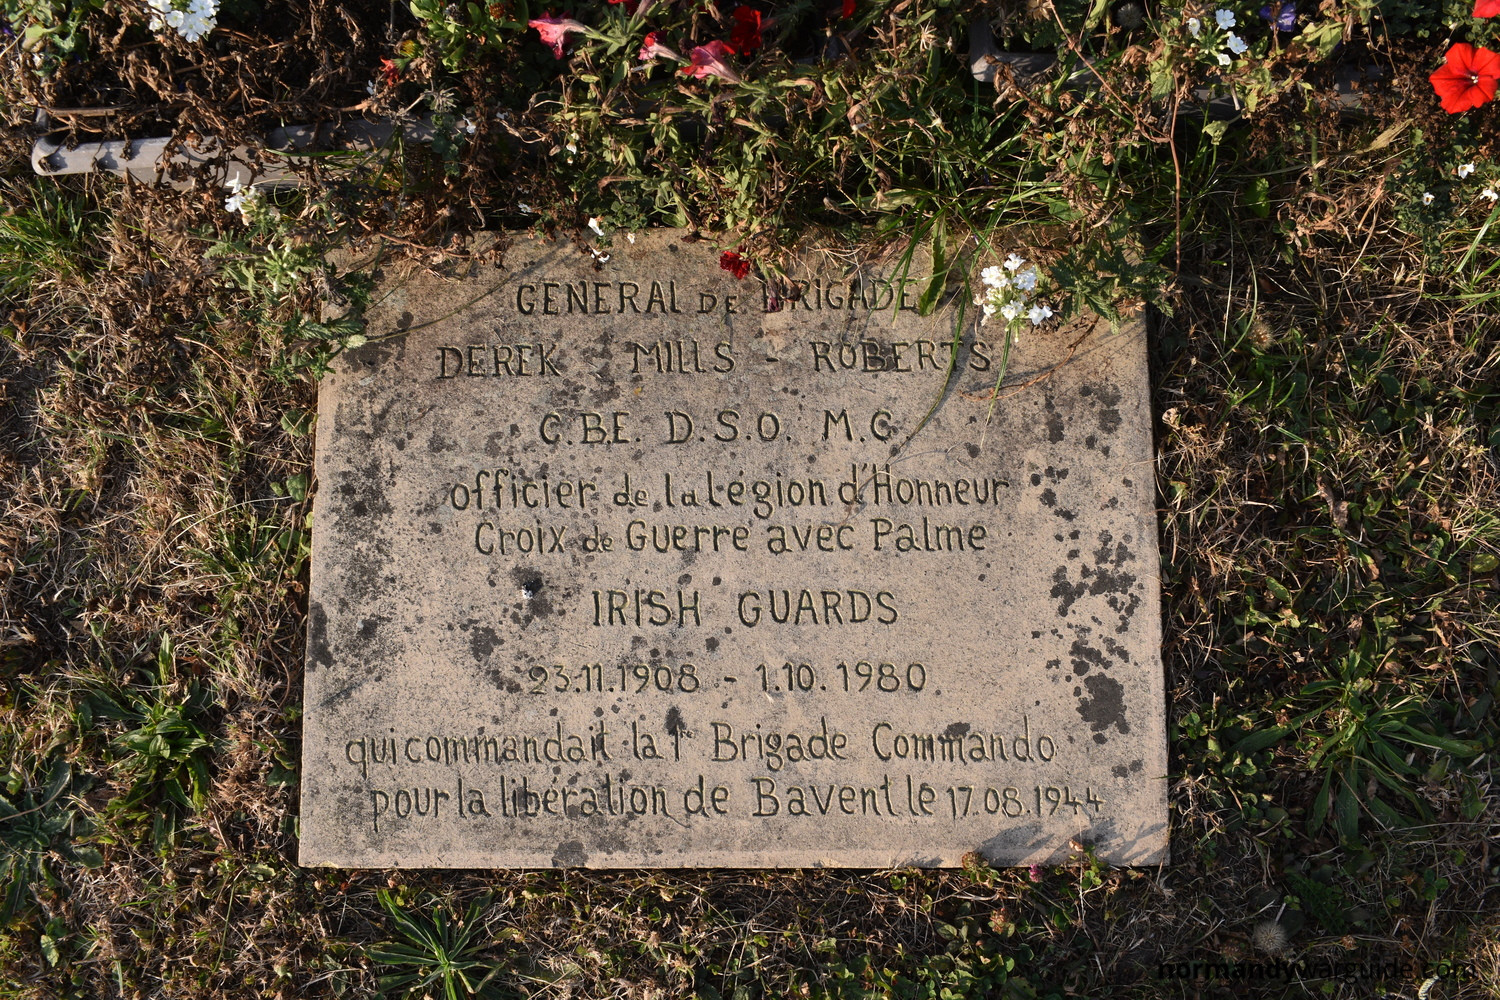 GENERAL DE BRIGADE
DEREK MILLS - ROBERTS
C.B.E. D.S.O. M.C.
officier de la légion d'Honneur
Croix de Guerre avec Palme
IRISH GUARDS
23.11.1908 - 1.10.1980
qui commandait la 1r Brigade Commando
pour la libération de Bavent le 17.08.1944
normandywarguide.com